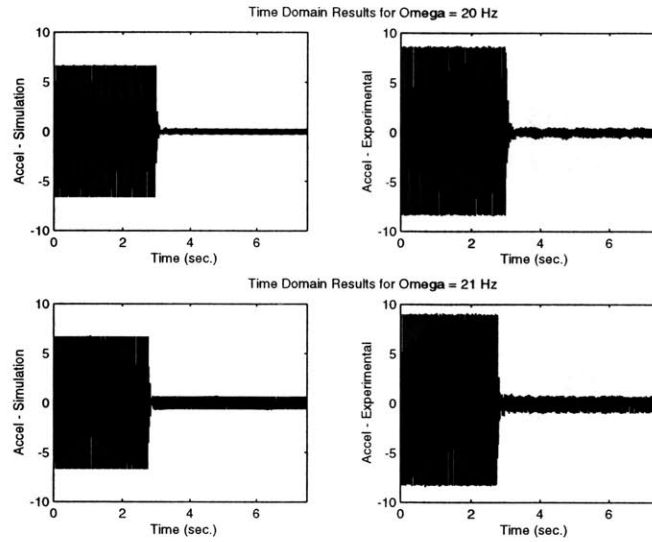 Time Domain Results for Omega = 20 Hz
10
5
0
-5
-10
Accel - Simulation
0 2 4 6
Time (sec.)
10
5
0
-5
-10
Accel - Experimental
0 2 4 6
Time (sec.)
Time Domain Results for Omega = 21 Hz
10
5
0
-5
-10
Accel - Simulation
0 2 4 6
Time (sec.)
10
5
0
-5
-10
Accel - Experimental
0 2 4 6
Time (sec.)